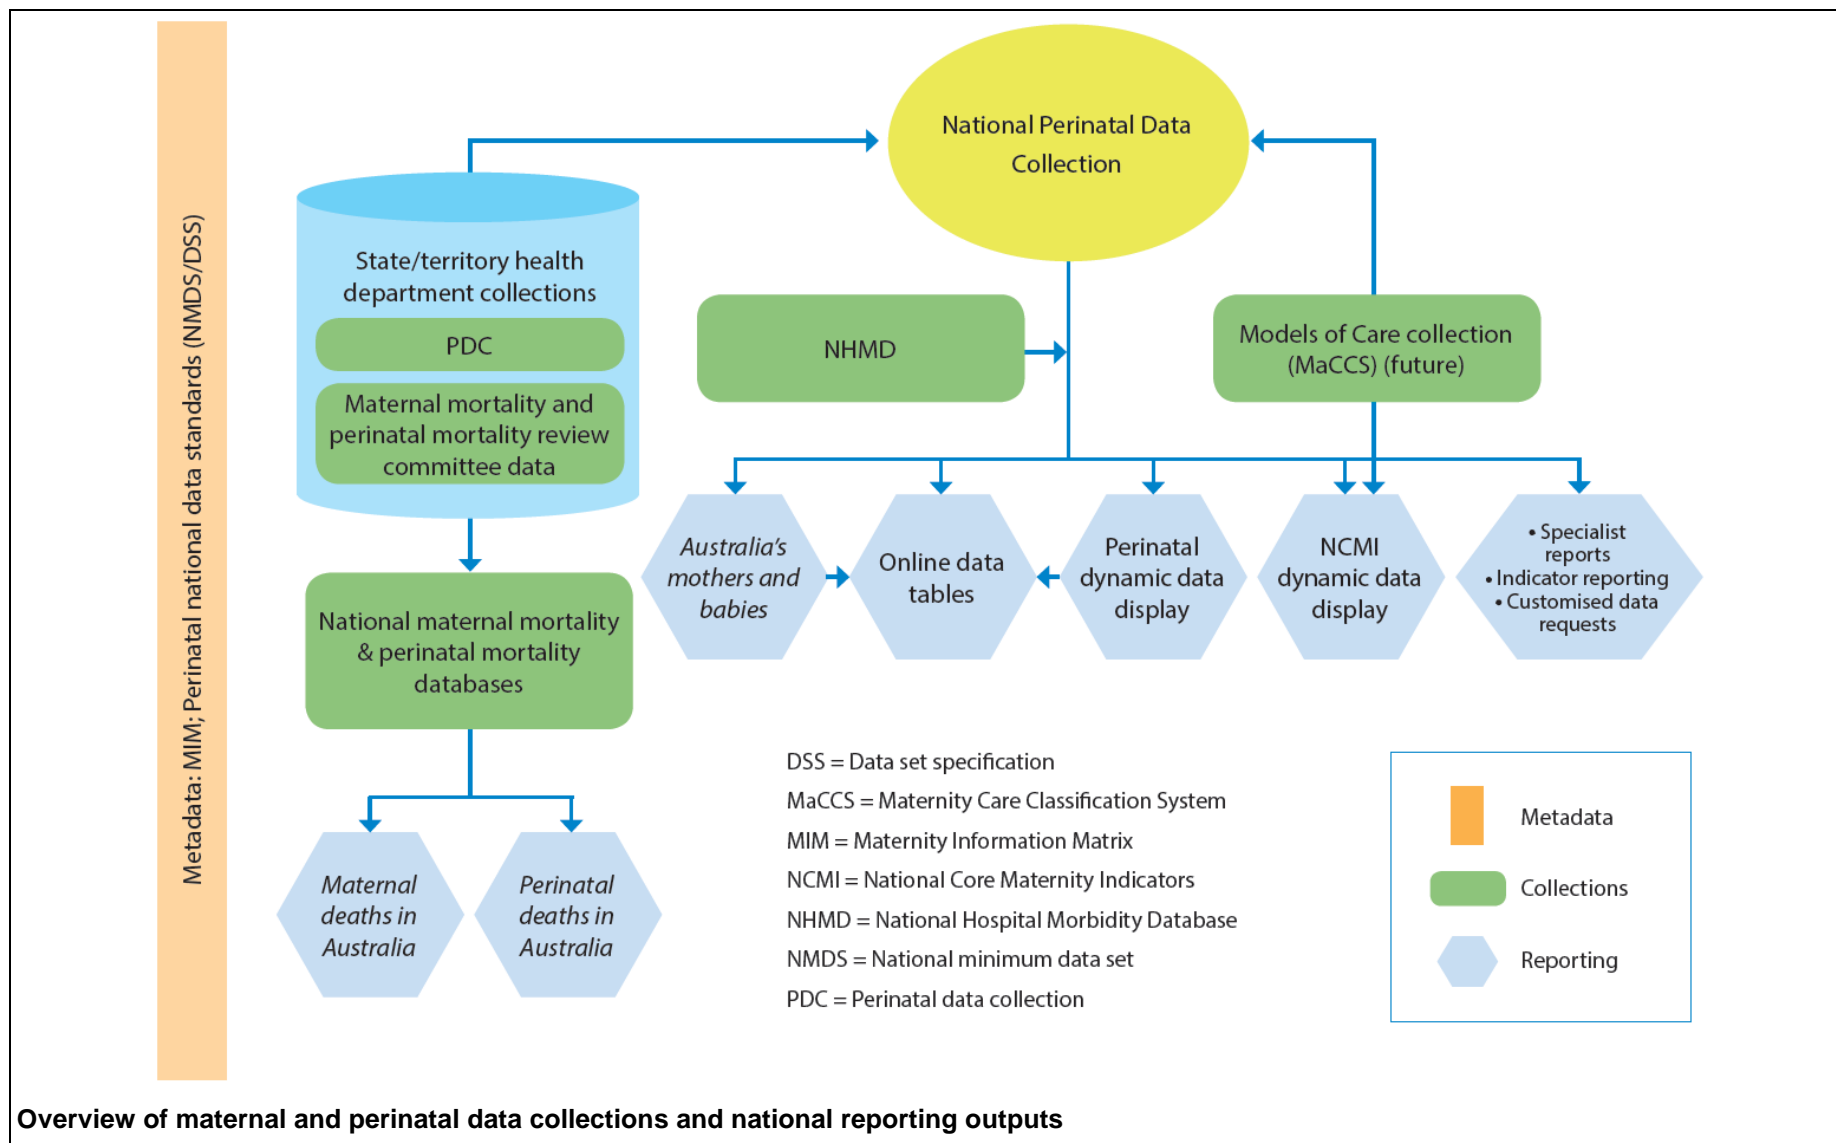 Metadata: MIM; Perinatal national data standards (NMDS/DSS)
National Perinatal Data
Collection
State/territory health
department collections
PDC
Maternal mortality and
perinatal mortality review
committee data
NHMD
Models of Care collection
(MaCCS) (future)
Australia's
mothers and
babies
Online data
tables
Perinatal
dynamic data
display
NCMI
dynamic data
display
• Specialist
reports
• Indicator reporting
• Customised data
requests
National maternal mortality
& perinatal mortality
databases
Maternal
deaths in
Australia
Perinatal
deaths in
Australia
DSS = Data set specification
MaCCS = Maternity Care Classification System
MIM = Maternity Information Matrix
NCMI = National Core Maternity Indicators
NHMD = National Hospital Morbidity Database
NMDS = National minimum data set
PDC = Perinatal data collection
Metadata
Collections
Reporting
Overview of maternal and perinatal data collections and national reporting outputs